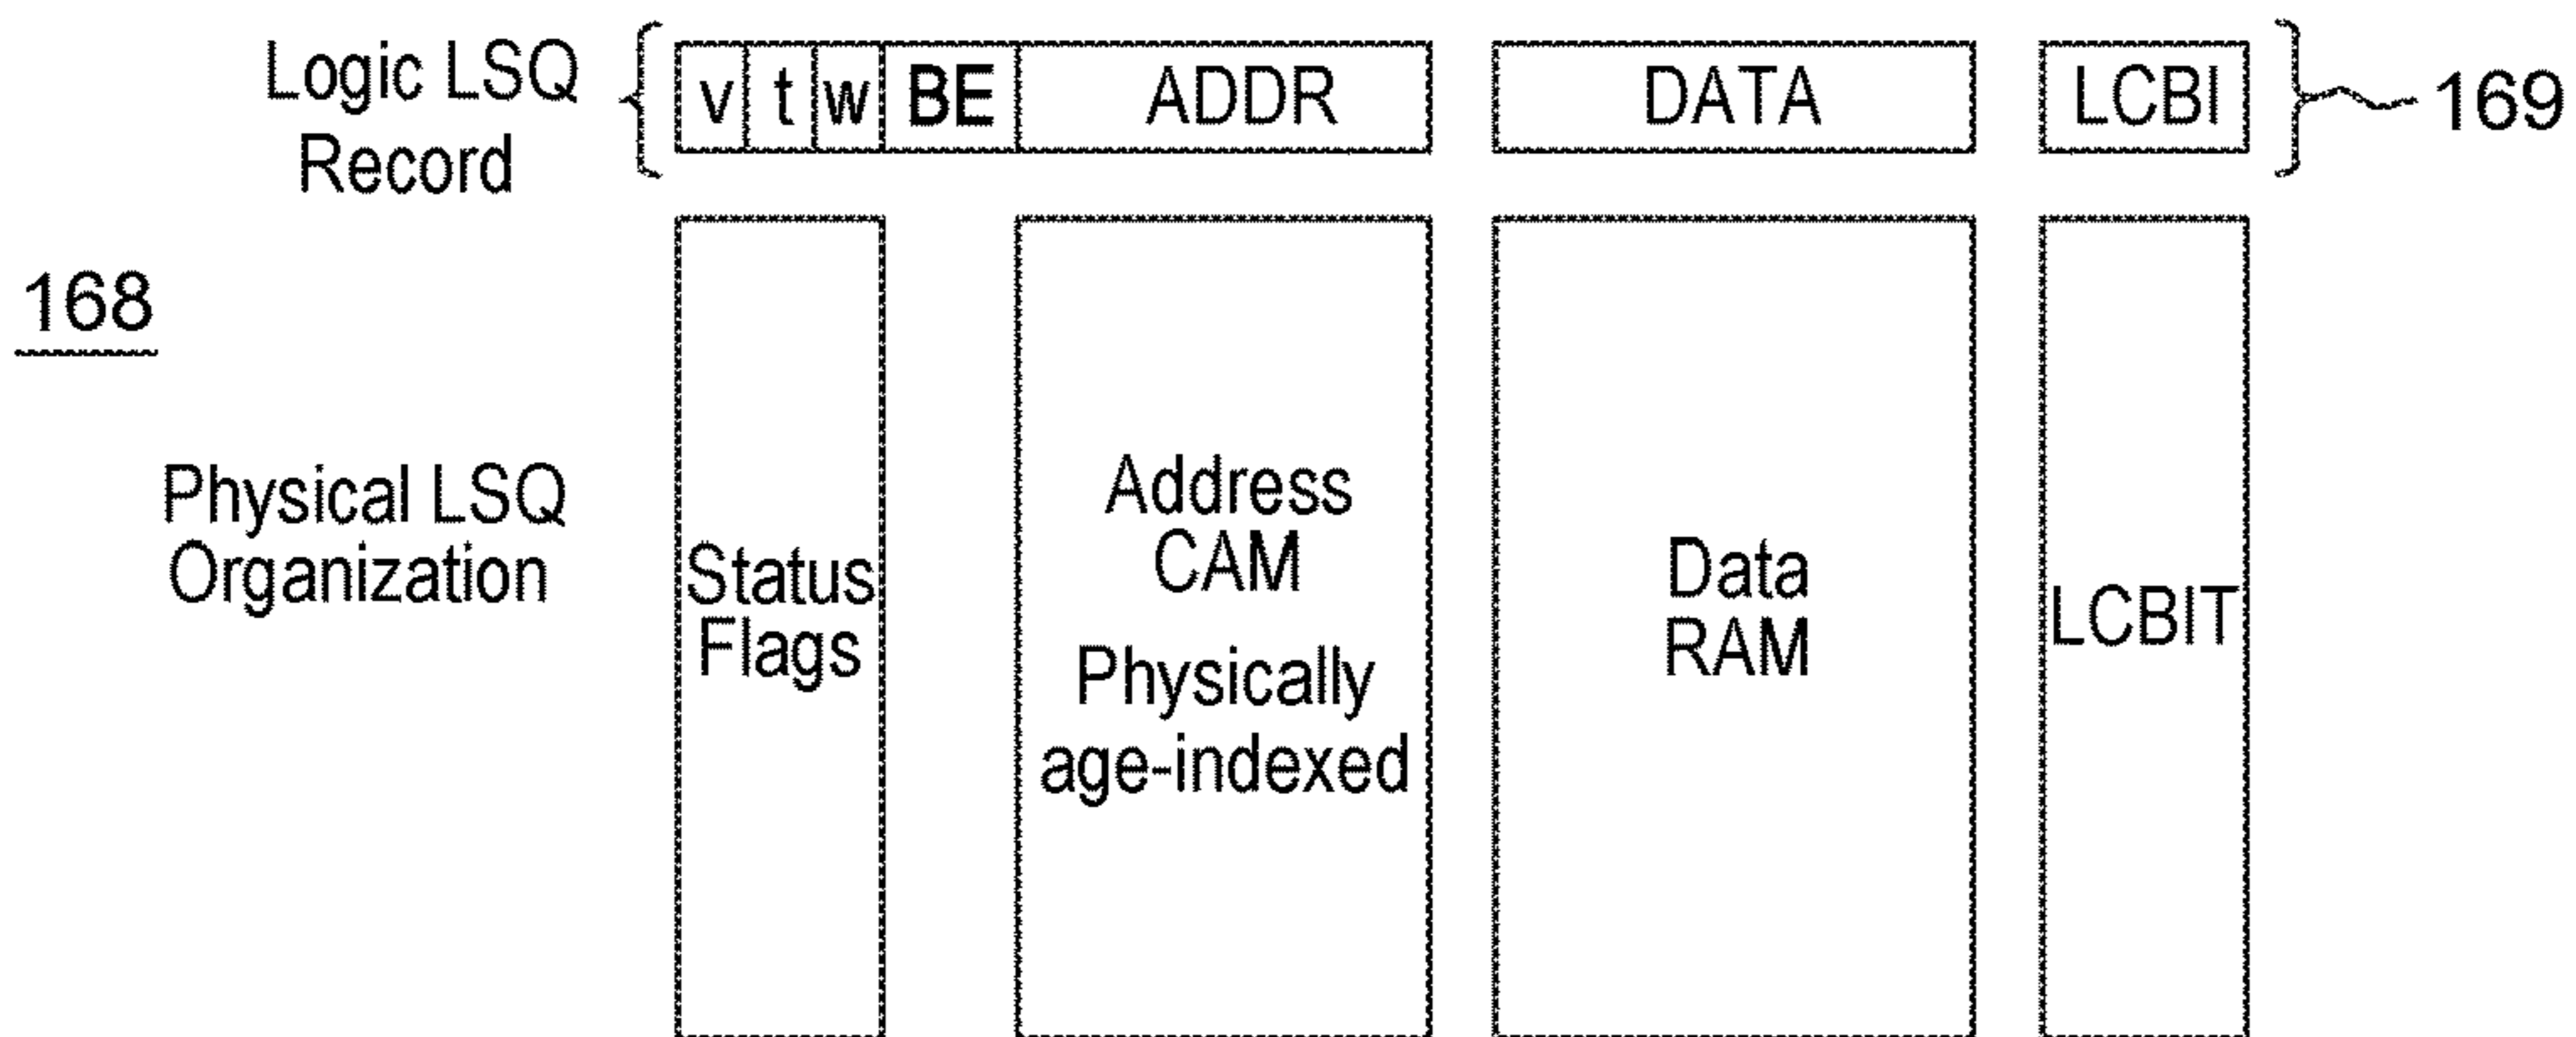 Logic LSQ
Record
v t w BE ADDR DATA LCBI
169
168
Physical LSQ
Organization
Status
Flags
Address
CAM
Physically
age-indexed
Data
RAM
LCBIT